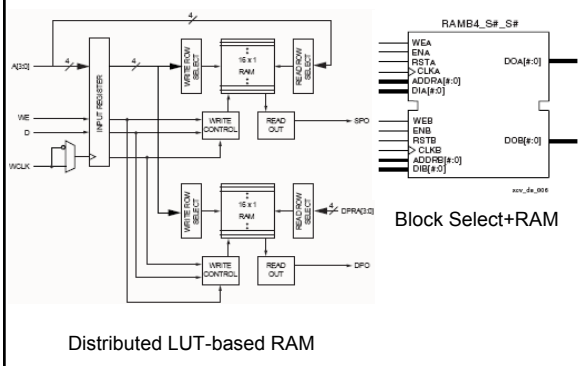 4
A[3:0]
4
4
WE
D
WCLK
INPUT REGISTER
WRITE ROW
SELECT
16 x 1
RAM
READ ROW
SELECT
WRITE
CONTROL
READ
OUT
SPO
WRITE ROW
SELECT
16 x 1
RAM
READ ROW
SELECT
4
DPRA[3:0]
WRITE
CONTROL
READ
OUT
DPO
Distributed LUT-based RAM
RAMB4_S#_S#
WEA
ENA
RSTA
CLKA
ADDRA[#:0]
DIA[#:0]
DOA[#:0]
WEB
ENB
RSTB
CLKB
ADDRB[#:0]
DIB[#:0]
DOB[#:0]
xcv_ds_006
Block Select+RAM